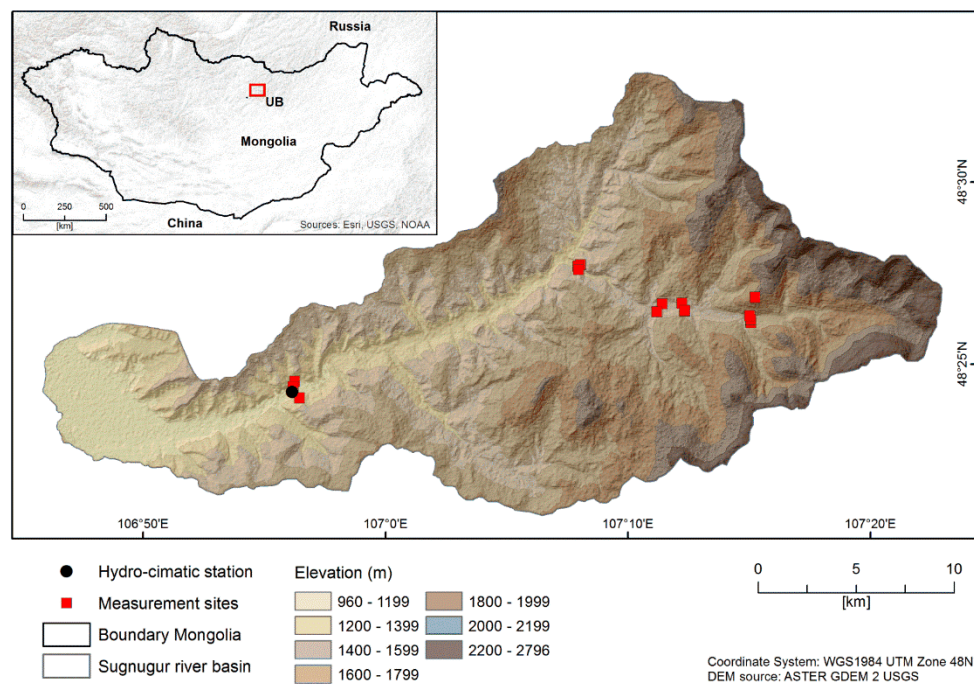 Russia
UB
Mongolia
0 250 500
[km]
China
Sources: Esri, USGS, NOAA
48°30'N
48°25'N
106°50'E 107°0'E 107°10'E 107°20'E
Hydro-cimatic station
Measurement sites
Boundary Mongolia
Sugnugur river basin
Elevation (m)
960 - 1199
1200 - 1399
1400 - 1599
1600 - 1799
1800 - 1999
2000 - 2199
2200 - 2796
0 5 10
[km]
Coordinate System: WGS1984 UTM Zone 48N
DEM source: ASTER GDEM 2 USGS